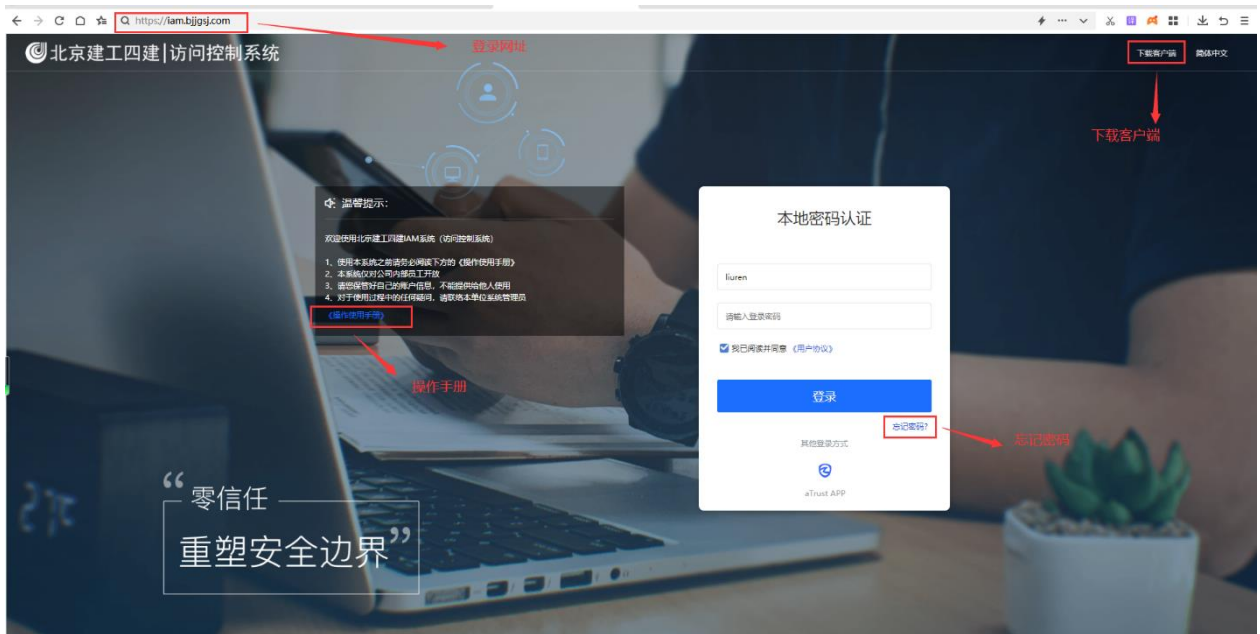 https://iam.bjjgsj.com
登录网址
北京建工四建|访问控制系统
下载客户端
简体中文
下载客户端
温馨提示：
欢迎使用北京建工四建IAM系统（访问控制系统）
1、使用本系统之前请务必阅读下方的《操作使用手册》
2、本系统仅对公司内部员工开放
3、请您保管好自己的账户信息，不能提供给他人使用
4、对于使用过程中的任何疑问，请联络本单位系统管理员
《操作使用手册》
操作手册
本地密码认证
liuren
请输入登录密码
我已阅读并同意 《用户协议》
登录
忘记密码?
忘记密码
其他登录方式
aTrust APP
“零信任
重塑安全边界”